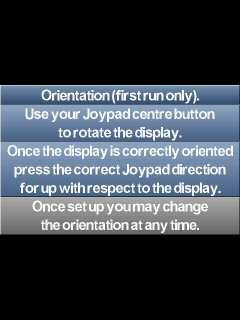 Orientation (first run only).
Use your Joypad centre button
to rotate the display.
Once the display is correctly oriented
press the correct Joypad direction
for up with respect to the display.
Once set up you may change
the orientation at any time.